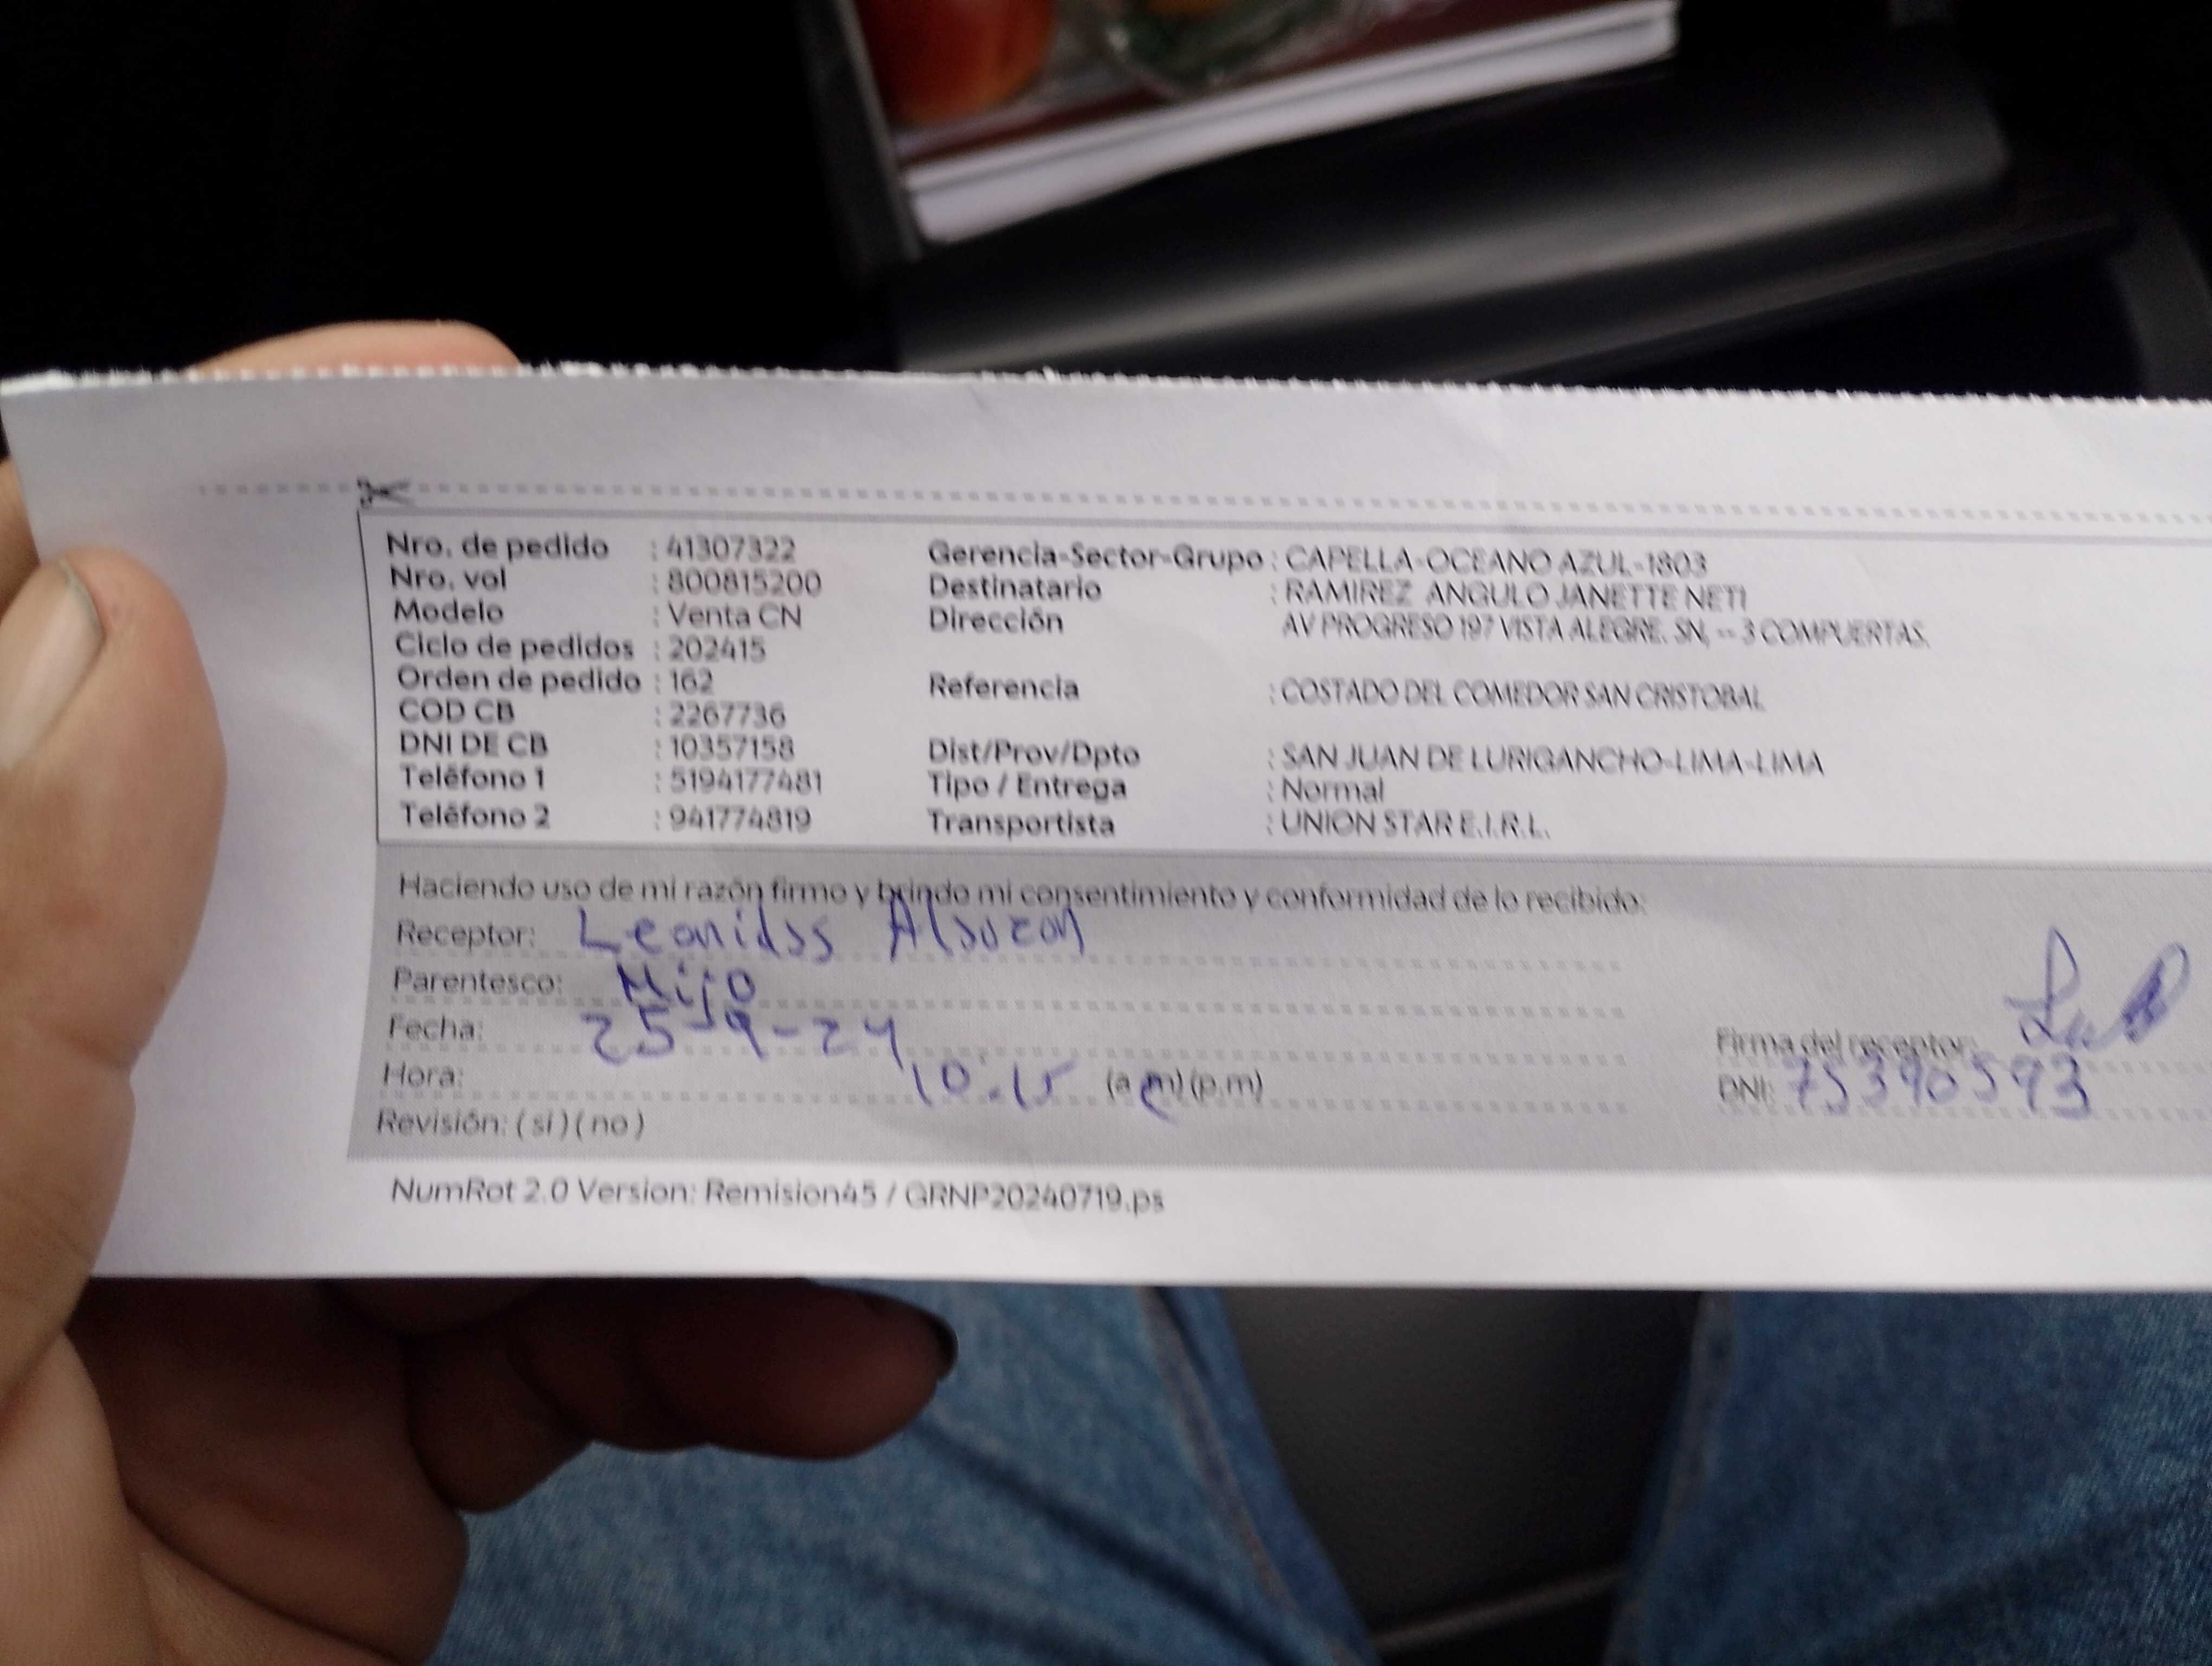 Nro. de pedido : 41307322 Gerencia-Sector-Grupo : CAPELLA-OCEANO AZUL-1803
Nro. vol : 800815200 Destinatario : RAMIREZ ANGULO JANETTE NETI
Modelo : Venta CN Dirección AV PROGRESO 197 VISTA ALEGRE. SN, -- 3 COMPUERTAS.
Ciclo de pedidos : 202415
Orden de pedido : 162 Referencia : COSTADO DEL COMEDOR SAN CRISTOBAL
COD CB : 2267736
DNI DE CB : 10357158 Dist/Prov/Dpto : SAN JUAN DE LURIGANCHO-LIMA-LIMA
Teléfono 1 : 5194177481 Tipo / Entrega : Normal
Teléfono 2 : 941774819 Transportista : UNION STAR E.I.R.L.
Haciendo uso de mi razón firmo y brindo mi consentimiento y conformidad de lo recibido:
Receptor: Leonidss
Parentesco: Hijo
Fecha: 25-9-24 Firma del receptor:
Hora: 10:15 (a m) (p.m) DNI: 75390593
Revisión: ( si ) ( no )
NumRot 2.0 Version: Remision45 / GRNP20240719.ps